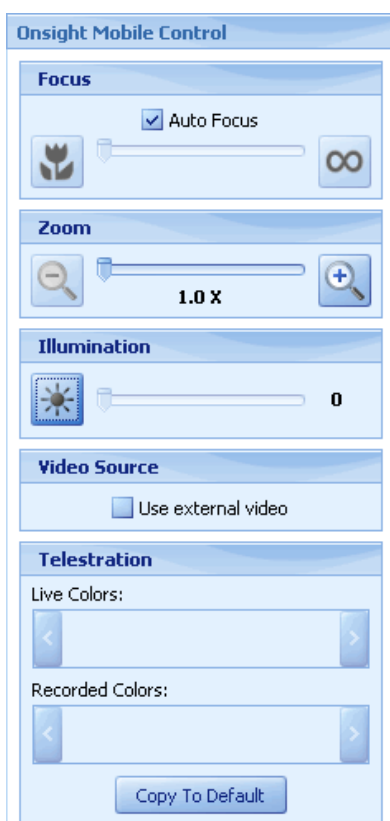 Onsight Mobile Control
Focus
Auto Focus
Zoom
1.0 X
Illumination
0
Video Source
Use external video
Telestration
Live Colors:
Recorded Colors:
Copy To Default